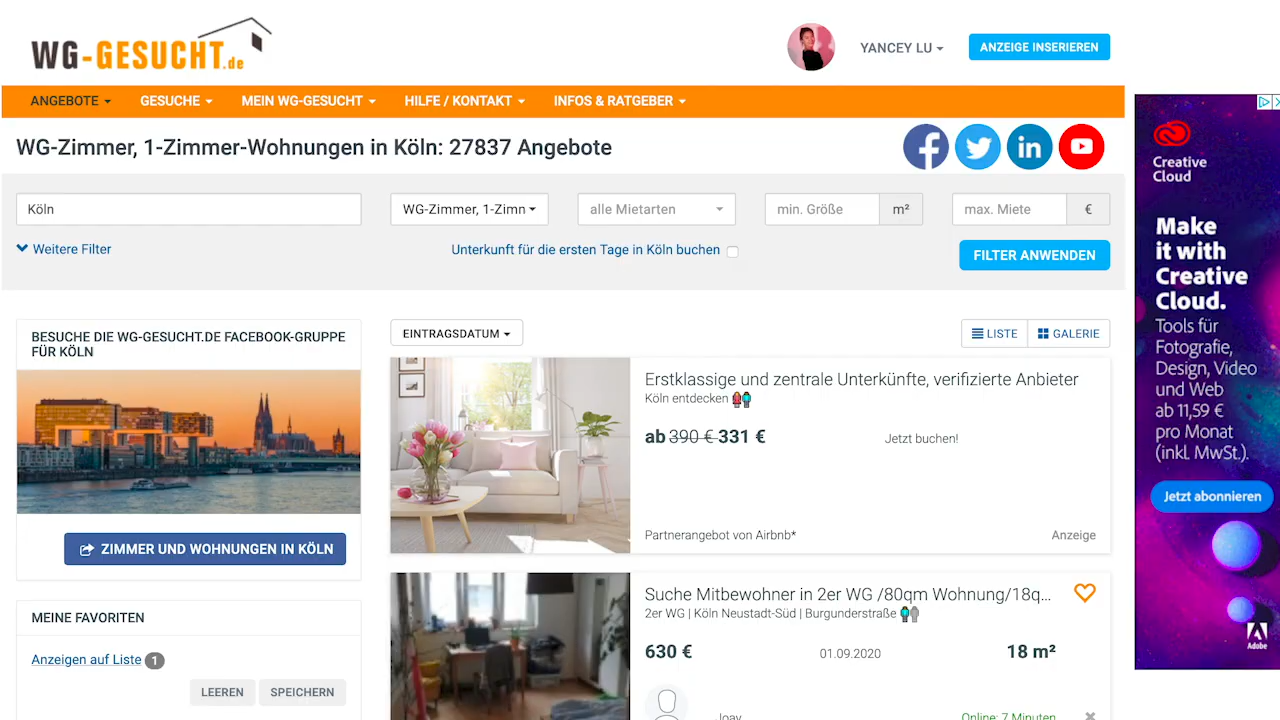 WG-GESUCHT.de
YANCEY LU
ANZEIGE INSERIEREN
ANGEBOTE
GESUCHE
MEIN WG-GESUCHT
HILFE / KONTAKT
INFOS & RATGEBER
WG-Zimmer, 1-Zimmer-Wohnungen in Köln: 27837 Angebote
Köln
WG-Zimmer, 1-Zimn
alle Mietarten
min. Größe
m²
max. Miete
€
Weitere Filter
Unterkunft für die ersten Tage in Köln buchen
FILTER ANWENDEN
BESUCHE DIE WG-GESUCHT.DE FACEBOOK-GRUPPE
FÜR KÖLN
ZIMMER UND WOHNUNGEN IN KÖLN
MEINE FAVORITEN
Anzeigen auf Liste 1
LEEREN
SPEICHERN
EINTRAGSDATUM
LISTE
GALERIE
Erstklassige und zentrale Unterkünfte, verifizierte Anbieter
Köln entdecken
ab 390 € 331 €
Jetzt buchen!
Partnerangebot von Airbnb*
Anzeige
Suche Mitbewohner in 2er WG /80qm Wohnung/18q...
2er WG | Köln Neustadt-Süd | Burgunderstraße
630 €
01.09.2020
18 m²
Joay
Online: 7 Minuten
Creative
Cloud
Make
it with
Creative
Cloud.
Tools für
Fotografie,
Design, Video
und Web
ab 11,59 €
pro Monat
(inkl. MwSt.).
Jetzt abonnieren
Adobe